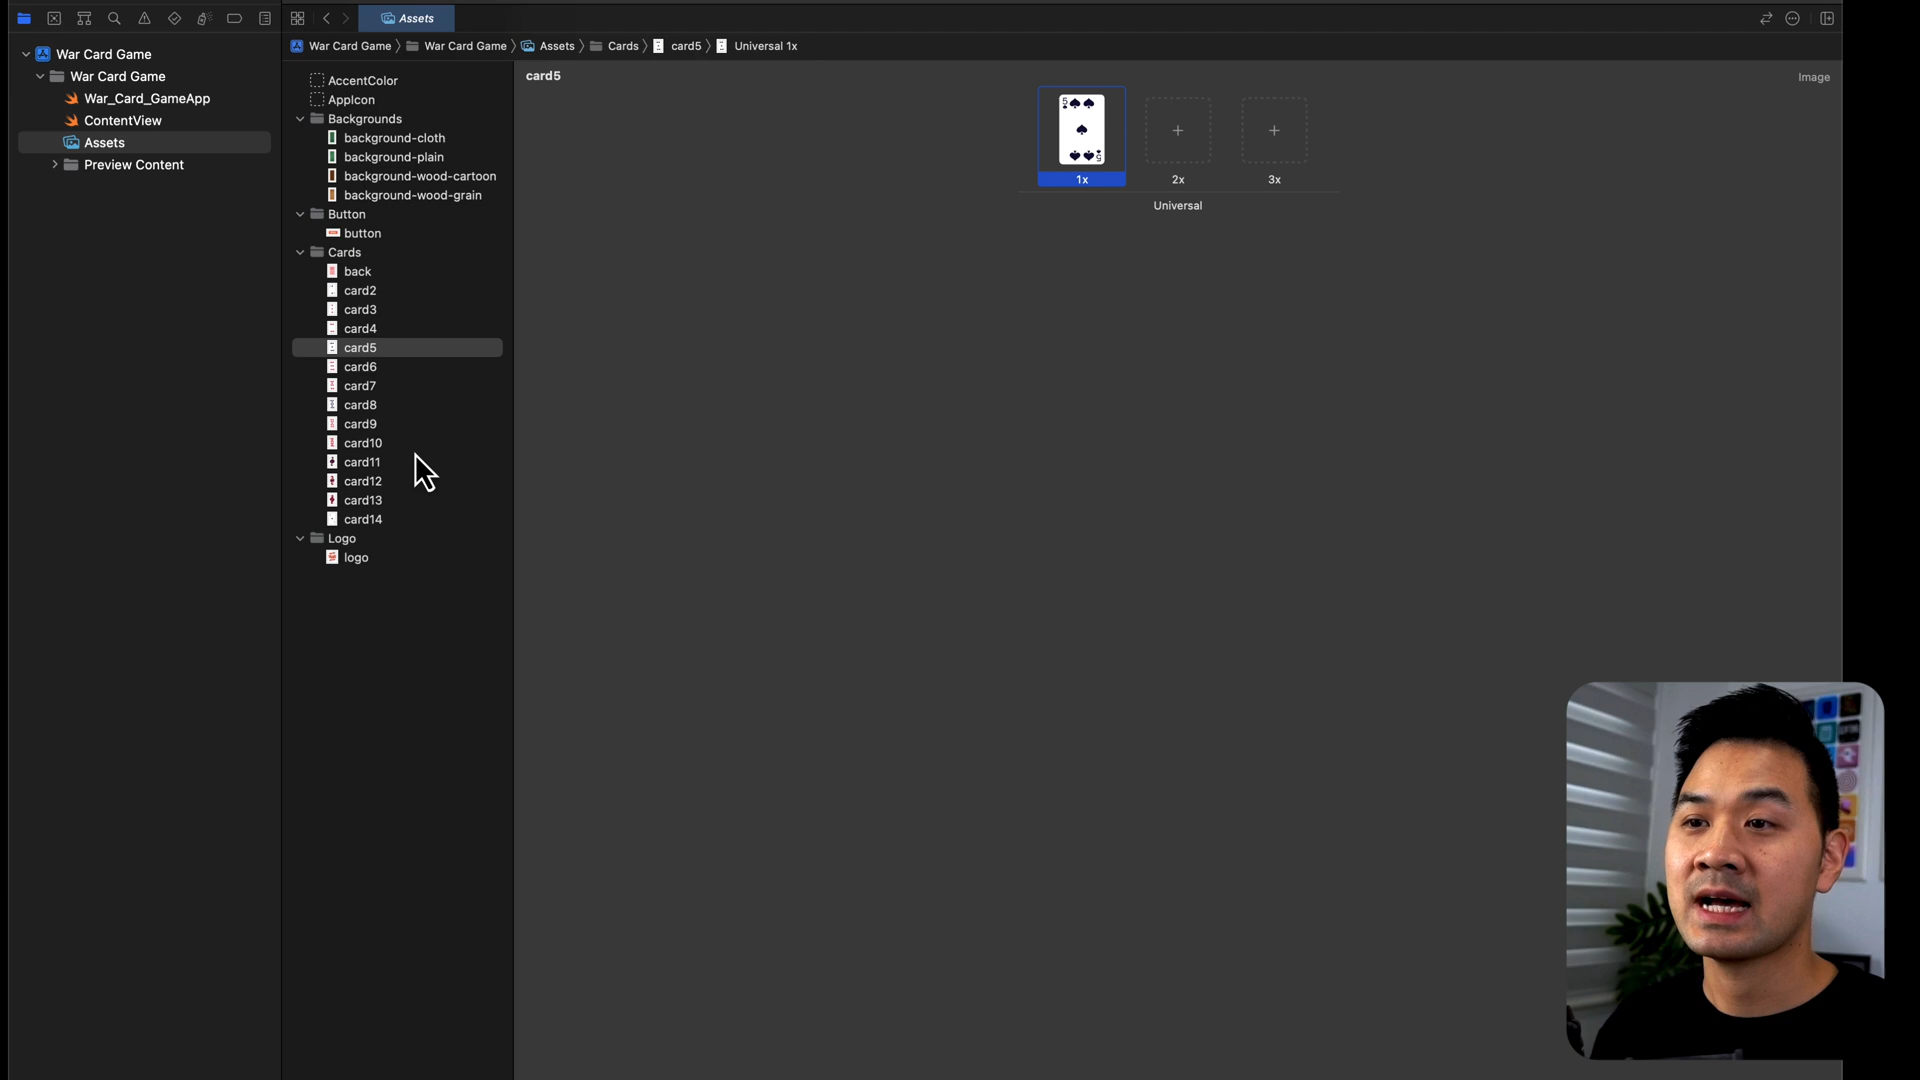 Assets
War Card Game
War Card Game
War_Card_GameApp
ContentView
Assets
Preview Content
War Card Game
War Card Game
Assets
Cards
card5
Universal 1x
AccentColor
AppIcon
Backgrounds
background-cloth
background-plain
background-wood-cartoon
background-wood-grain
Button
button
Cards
back
card2
card3
card4
card5
card6
card7
card8
card9
card10
card11
card12
card13
card14
Logo
logo
card5
Image
5
5
1x
2x
3x
Universal